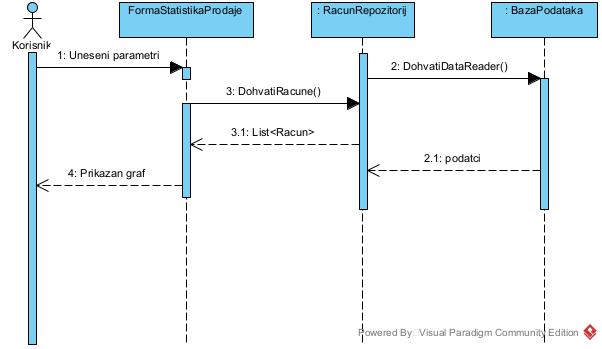 FormaStatistikaProdaje
: RacunRepozitorij
: BazaPodataka
Korisnik
1: Uneseni parametri
2: DohvatiDataReader()
3: DohvatiRacune()
3.1: List<Racun>
2.1: podatci
4: Prikazan graf
Powered By Visual Paradigm Community Edition